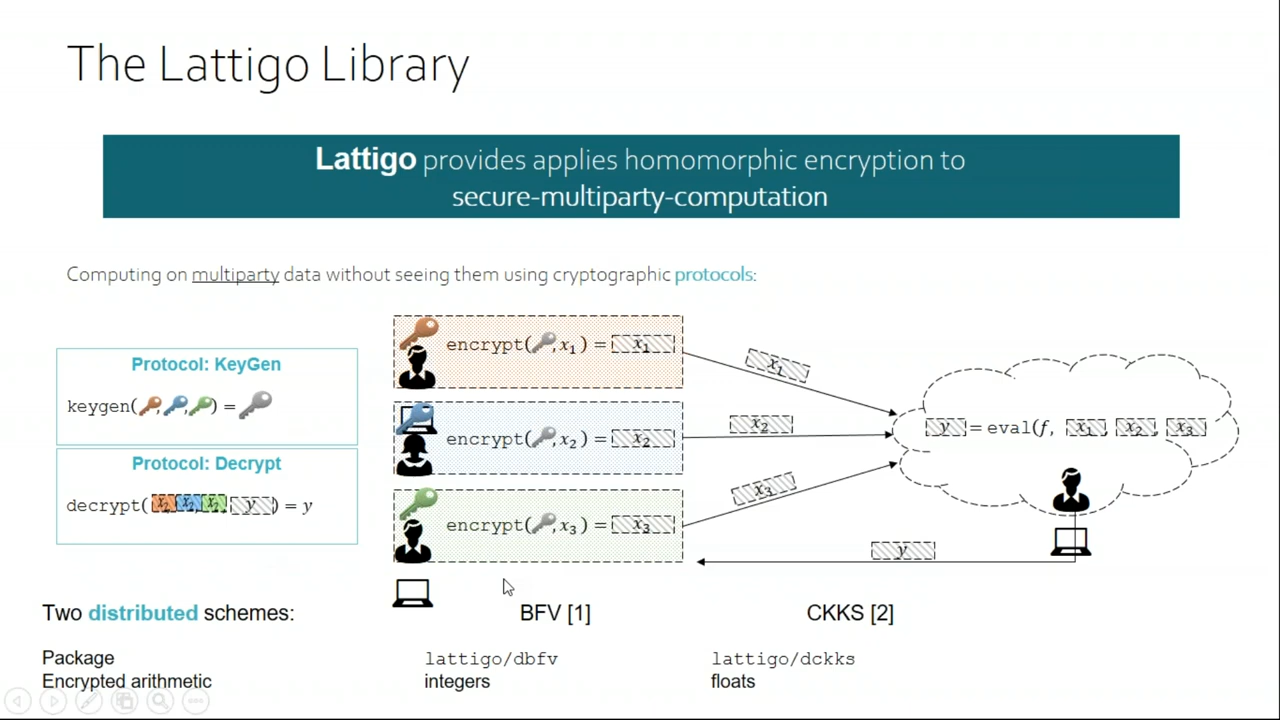 The Lattigo Library
Lattigo provides applies homomorphic encryption to
secure-multiparty-computation
Computing on multiparty data without seeing them using cryptographic protocols:
Protocol: KeyGen
keygen( , , ) =
Protocol: Decrypt
decrypt( x₂ x₂, x₂ y ) = y
encrypt( , x₁ ) = x₁
encrypt( , x₂ ) = x₂
encrypt( , x₃ ) = x₃
x₁
x₂
x₃
y = eval(f, x₁, x₂, x₃
y
Two distributed schemes:
BFV [1]
CKKS [2]
Package
lattigo/dbfv
lattigo/dckks
Encrypted arithmetic
integers
floats